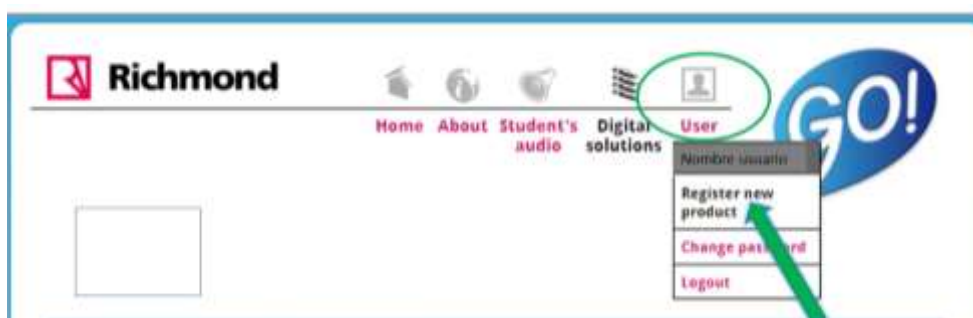 Richmond
GO!
Home About Student's audio Digital solutions User
Nombre usuario
Register new
product
Change password
Logout